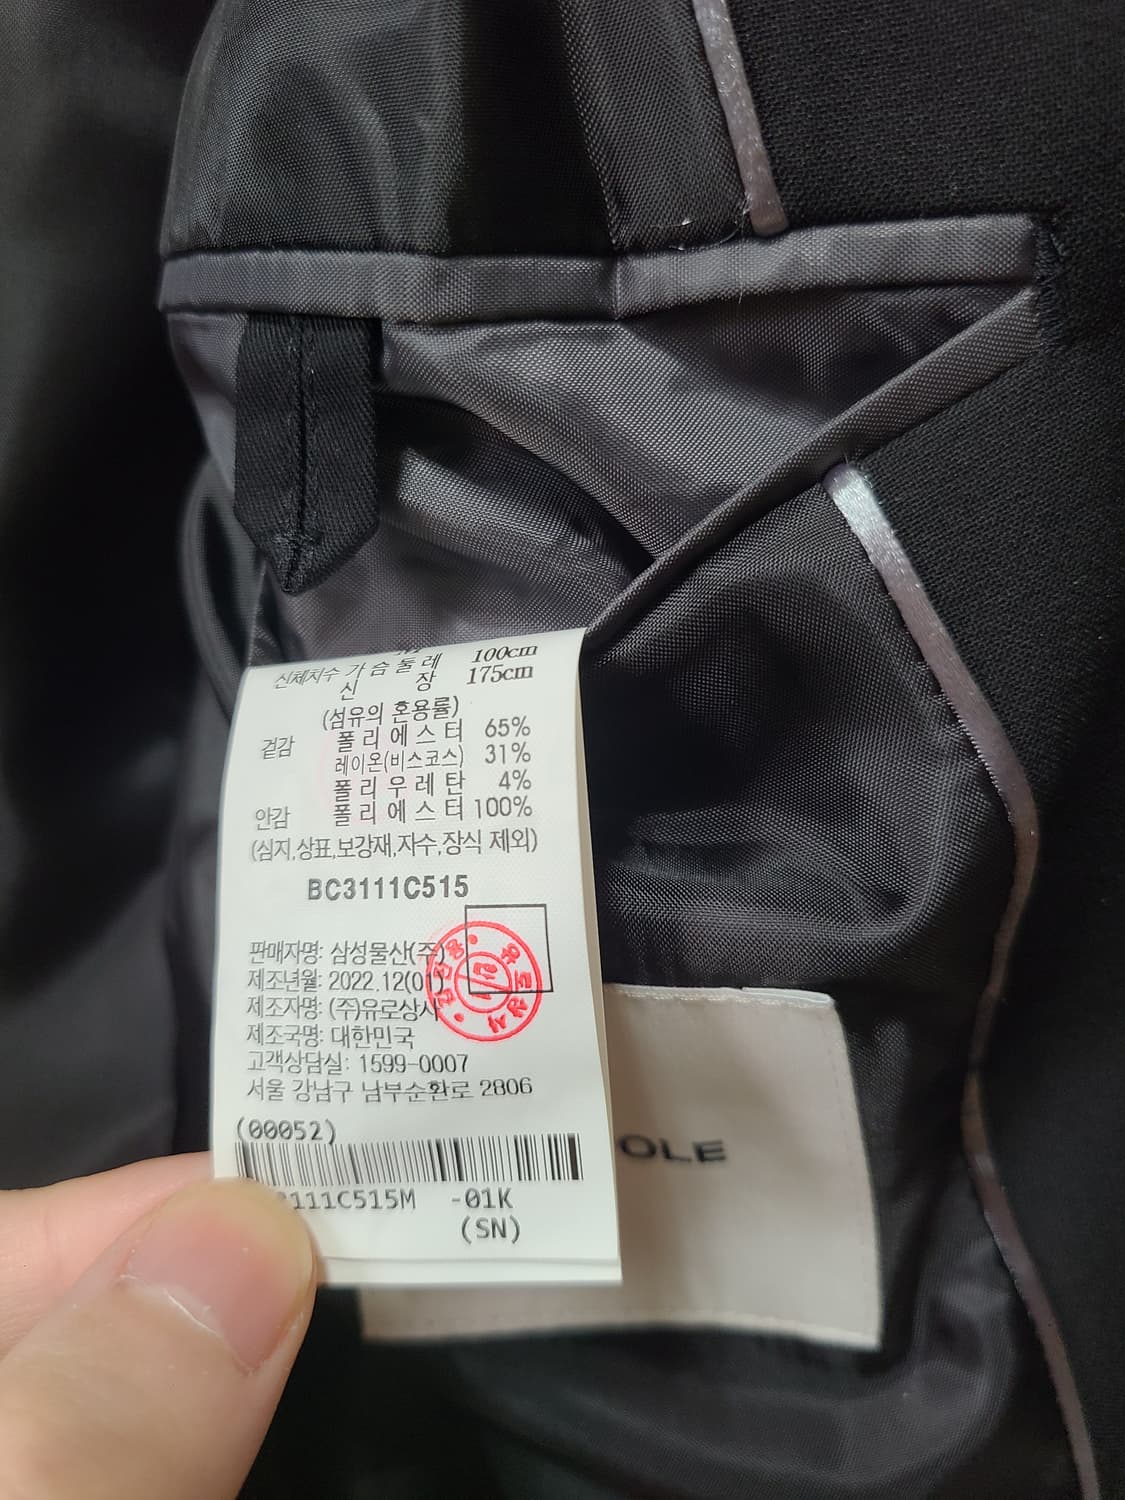 신체치수 가슴둘레 100cm
신장 175cm
(섬유의 혼용률)
겉감 폴리에스터 65%
레이온(비스코스) 31%
폴리우레탄 4%
안감 폴리에스터 100%
(심지,상표,보강재,자수,장식 제외)
BC3111C515
판매자명: 삼성물산(주)
제조년월: 2022.12(01)
제조자명: (주)유로상사
제조국명: 대한민국
고객상담실: 1599-0007
서울 강남구 남부순환로 2806
(00052)
3111C515M -01K
(SN)
OLE